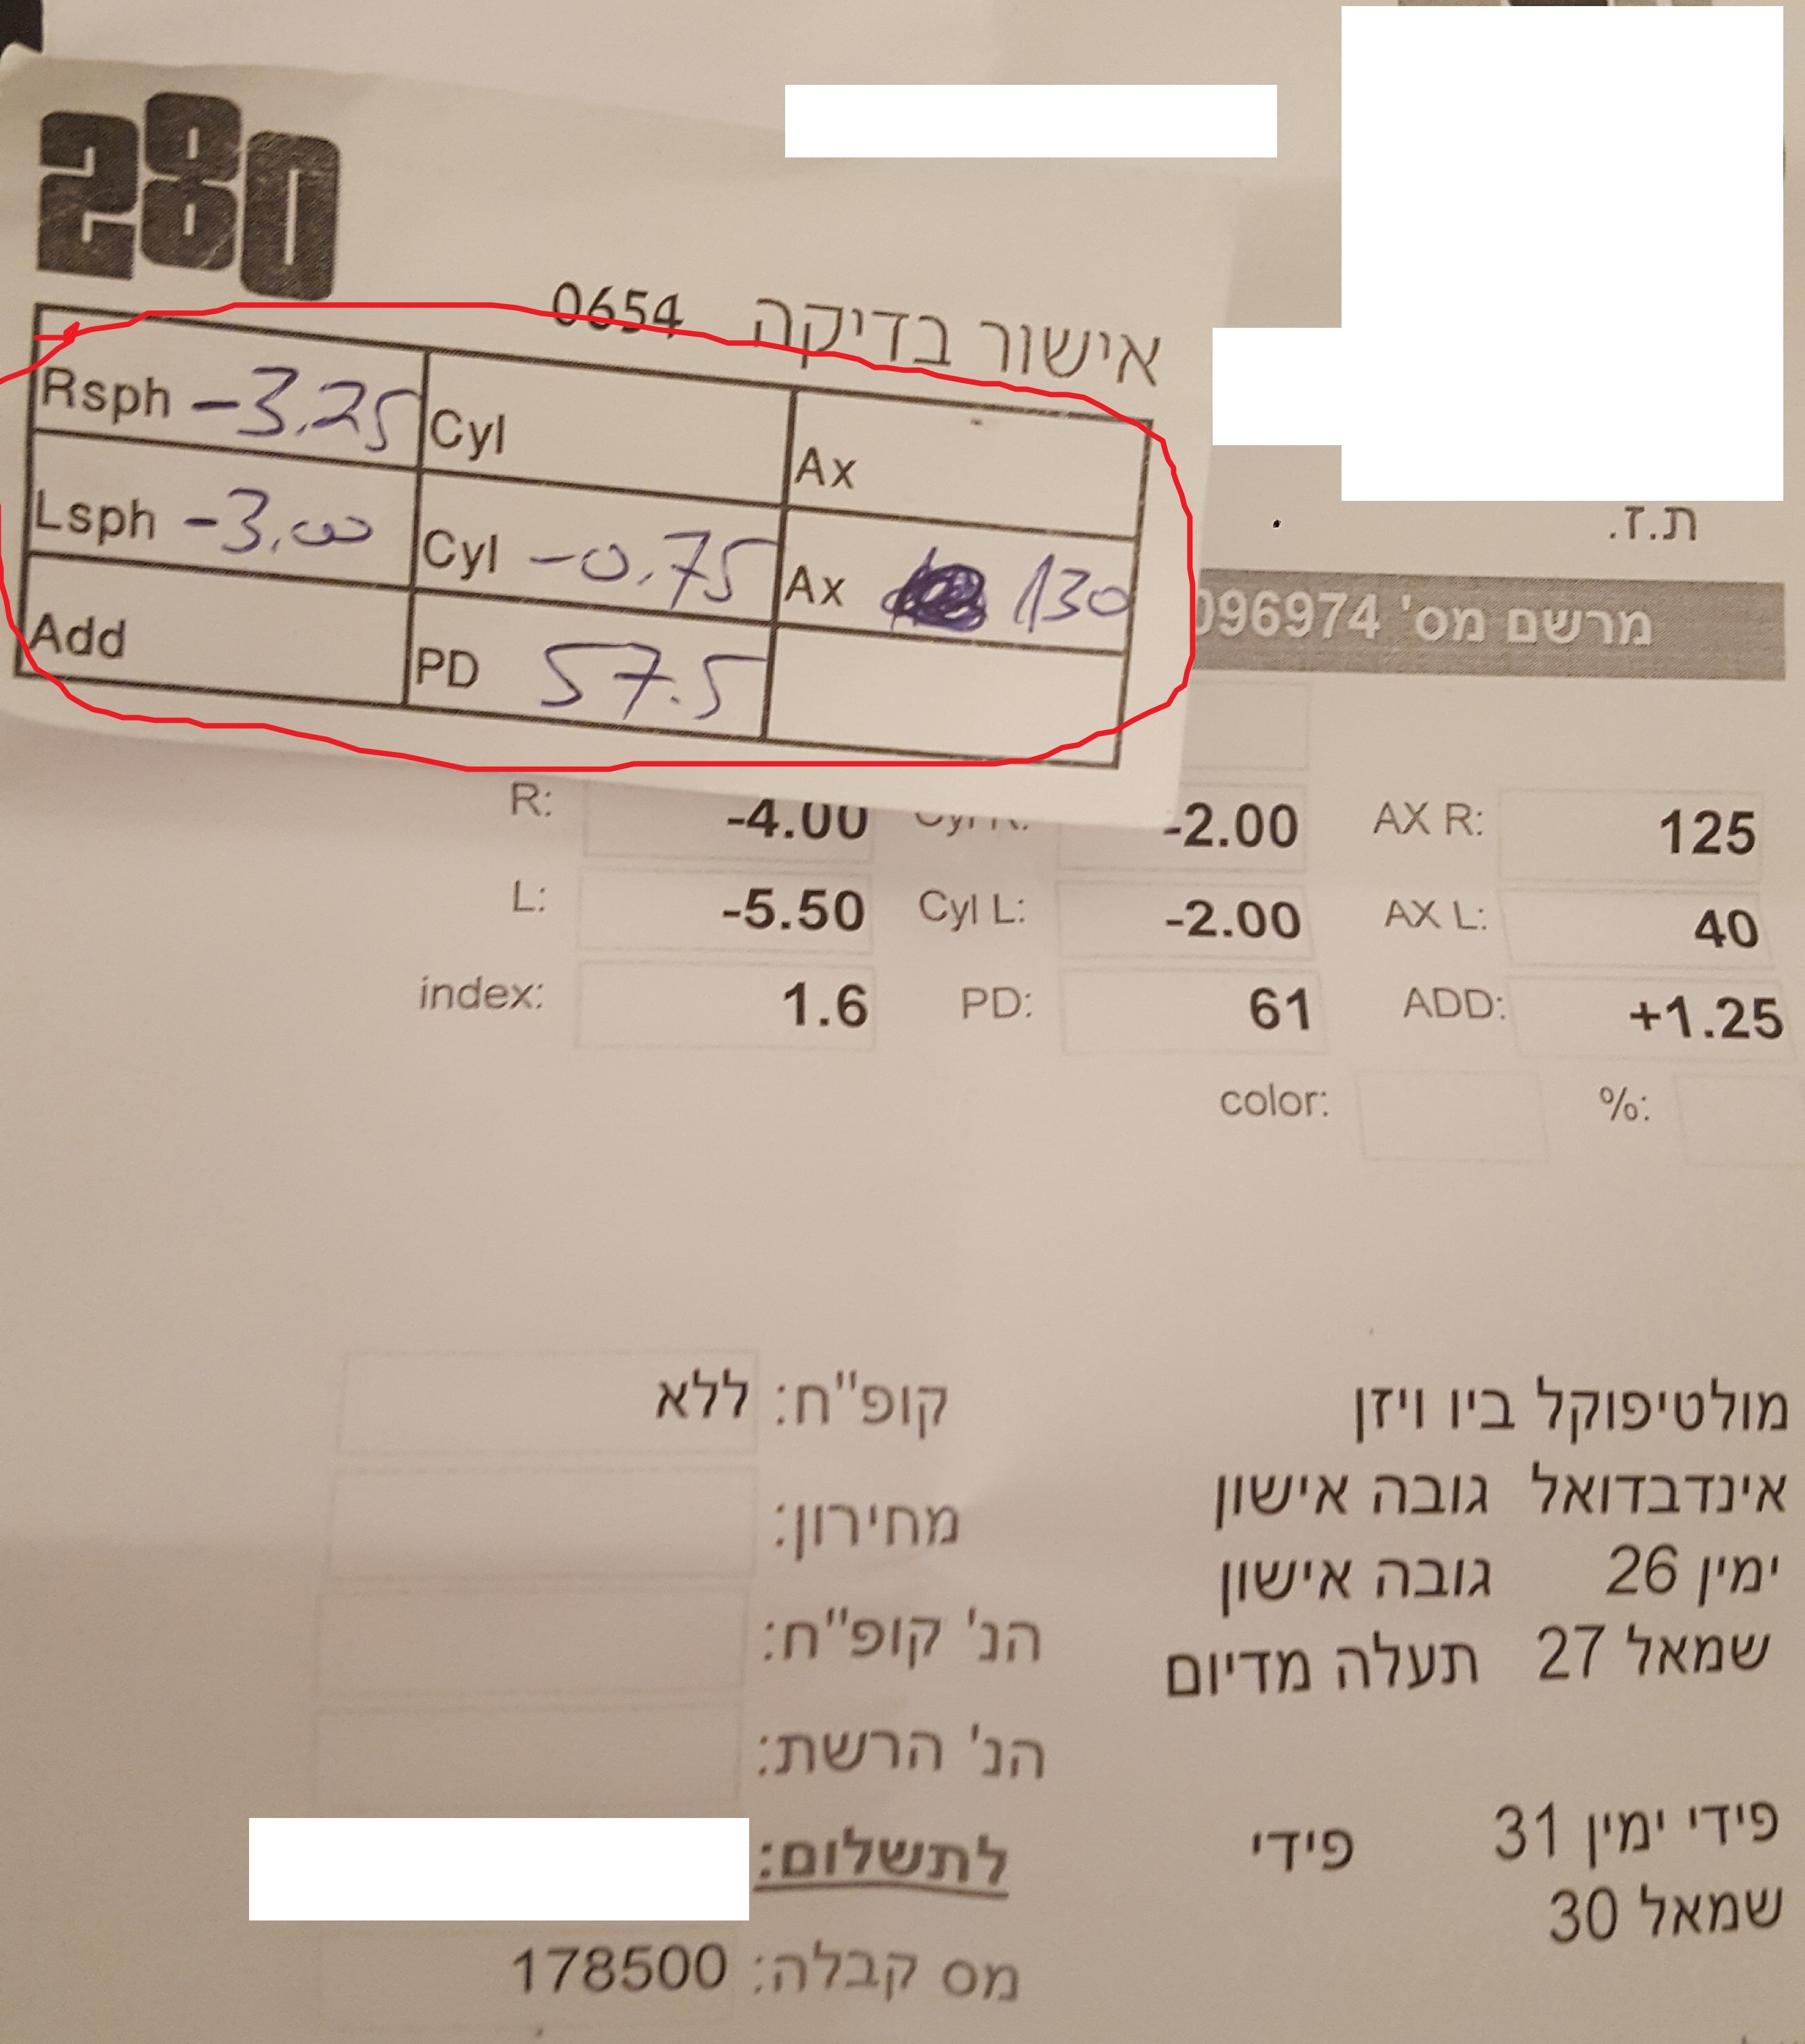 280
אישור בדיקה 0654
Rsph -3.25 Cyl Ax
Lsph -3.00 Cyl -0.75 Ax 130
Add PD 57.5
ת.ז.
מרשם מס' 096974
R: -4.00 Cyl R: -2.00 AX R: 125
L: -5.50 Cyl L: -2.00 AX L: 40
index: 1.6 PD: 61 ADD: +1.25
color: %:
מולטיפוקל ביו ויזן
אינדבדואל גובה אישון
ימין 26 גובה אישון
שמאל 27 תעלה מדיום
פידי ימין 31 פידי
שמאל 30
קופ"ח: ללא
מחירון:
הנ' קופ"ח:
הנ' הרשת:
לתשלום:
מס קבלה: 178500